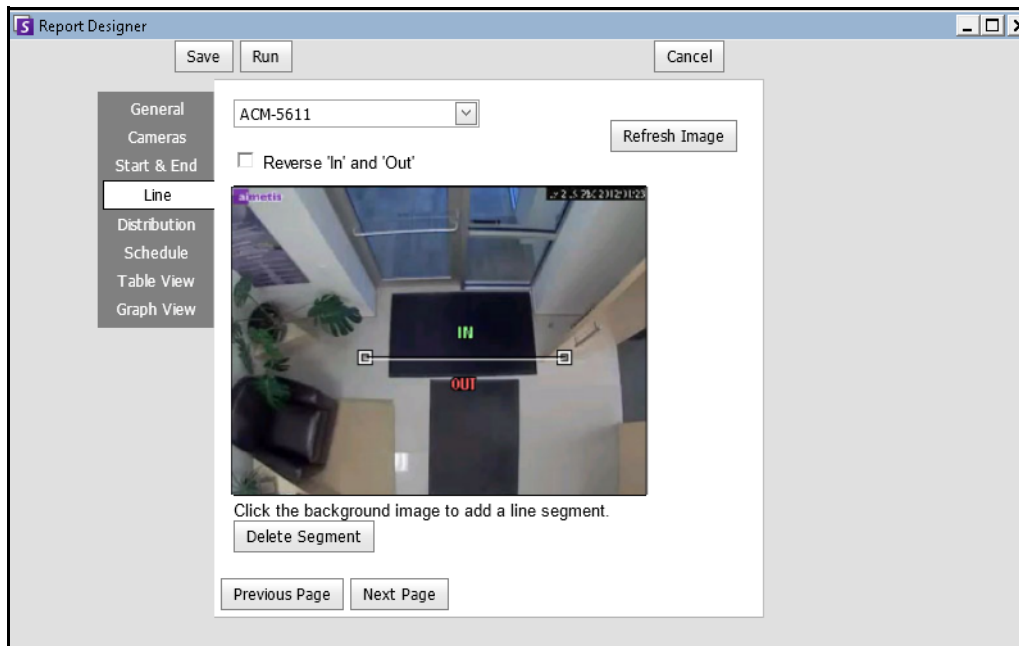 Report Designer
Save Run Cancel
General
Cameras
Start & End
Line
Distribution
Schedule
Table View
Graph View
ACM-5611
Refresh Image
Reverse 'In' and 'Out'
aimetis
IN
OUT
Click the background image to add a line segment.
Delete Segment
Previous Page Next Page